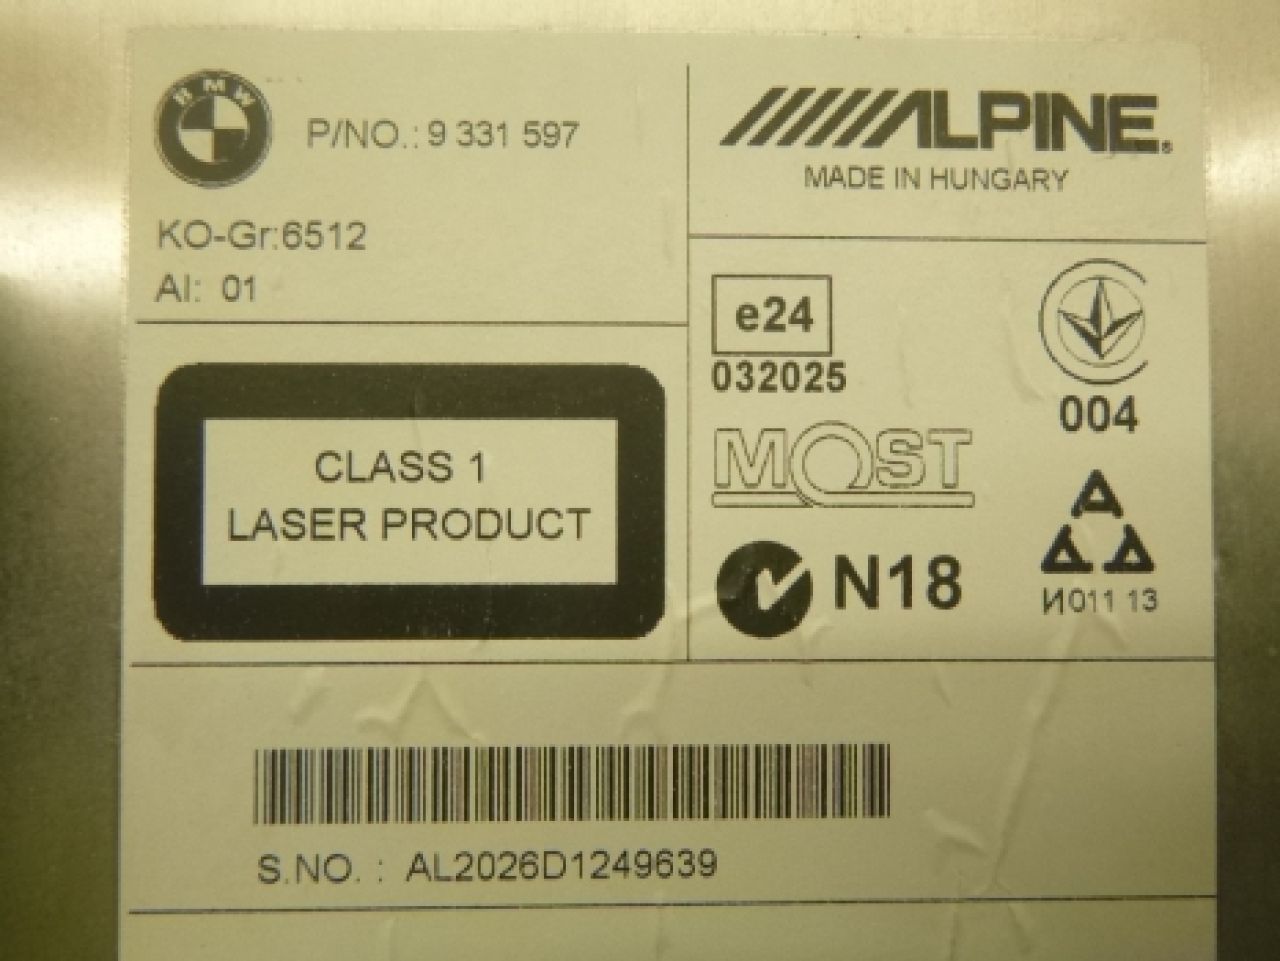 BMW
P/NO.: 9 331 597
KO-Gr:6512
AI: 01
ALPINE®
MADE IN HUNGARY
CLASS 1
LASER PRODUCT
e24
032025
004
MOST
N18
A
И011 13
S.NO. : AL2026D1249639